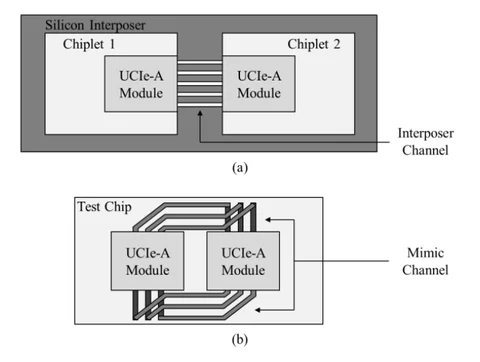 Silicon Interposer
Chiplet 1
Chiplet 2
UCIe-A
Module
UCIe-A
Module
Interposer
Channel
(a)
Test Chip
UCIe-A
Module
UCIe-A
Module
Mimic
Channel
(b)